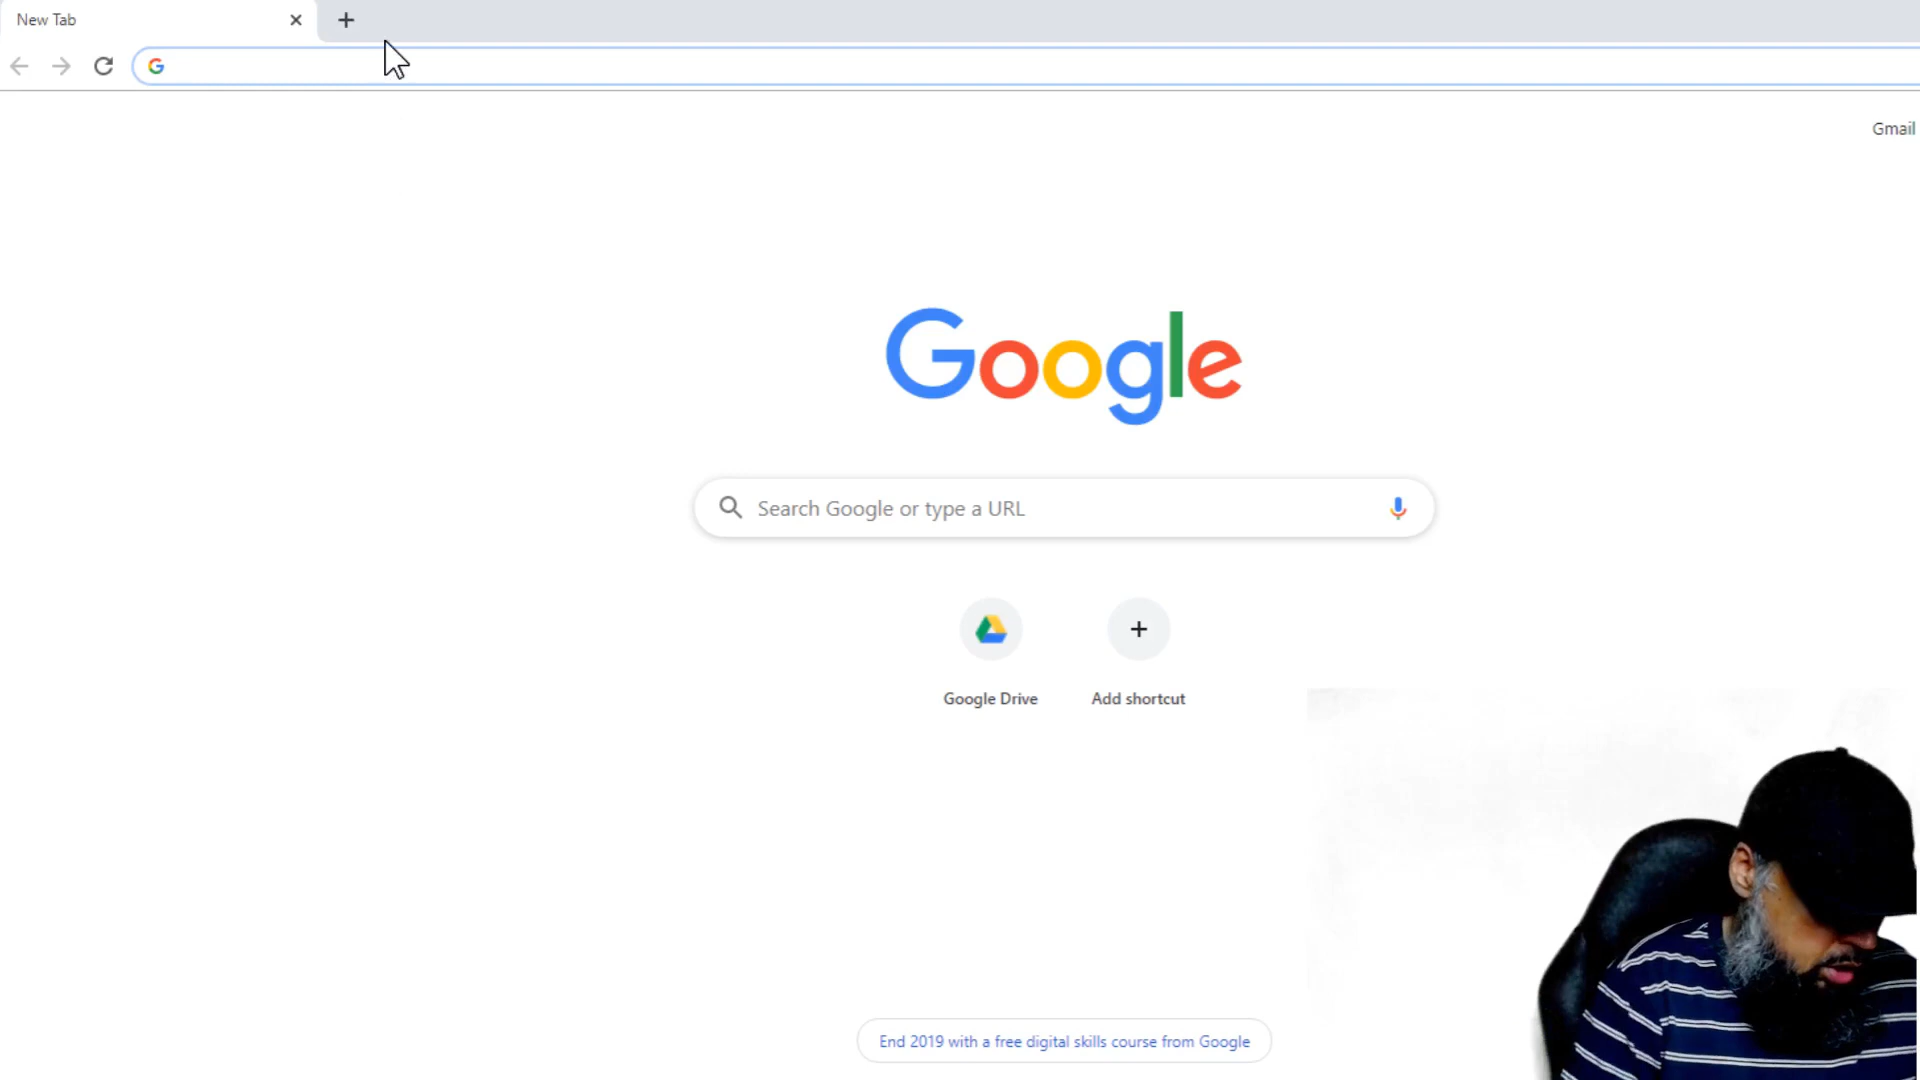 New Tab
Gmail
Google
Search Google or type a URL
Google Drive
Add shortcut
End 2019 with a free digital skills course from Google